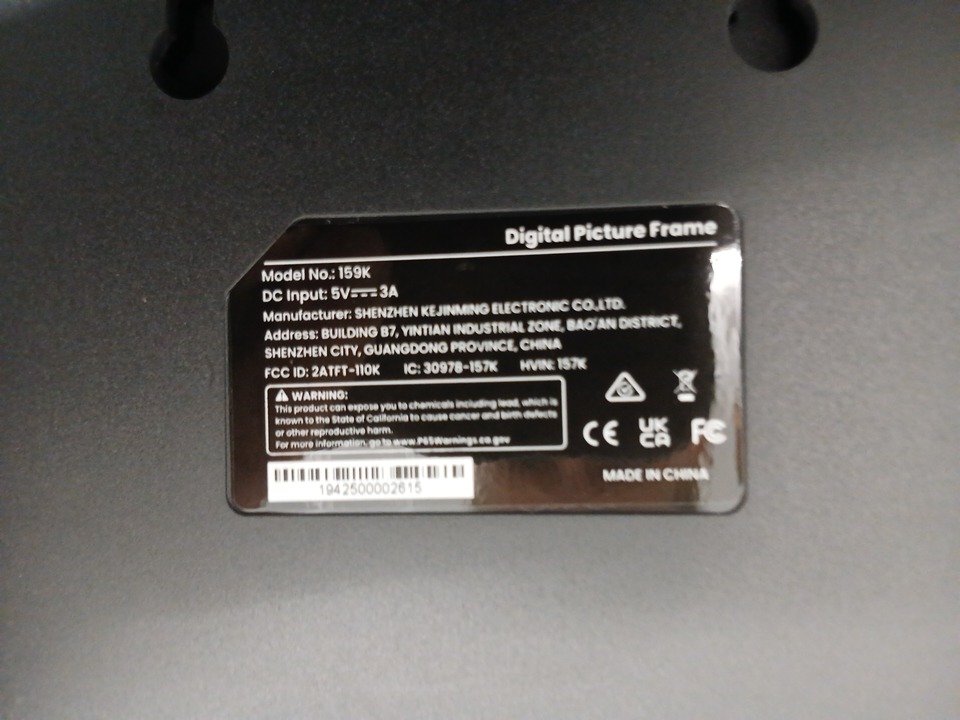 Digital Picture Frame
Model No.: 159K
DC Input: 5V⎓3A
Manufacturer: SHENZHEN KEJINMING ELECTRONIC CO.,LTD.
Address: BUILDING B7, YINTIAN INDUSTRIAL ZONE, BAO'AN DISTRICT,
SHENZHEN CITY, GUANGDONG PROVINCE, CHINA
FCC ID: 2ATFT-110K IC: 30978-157K HVIN: 157K
WARNING:
This product can expose you to chemicals including lead, which is
known to the State of California to cause cancer and birth defects
or other reproductive harm.
For more information, go to www.P65Warnings.ca.gov
CE UK CA FC
MADE IN CHINA
1942500002615